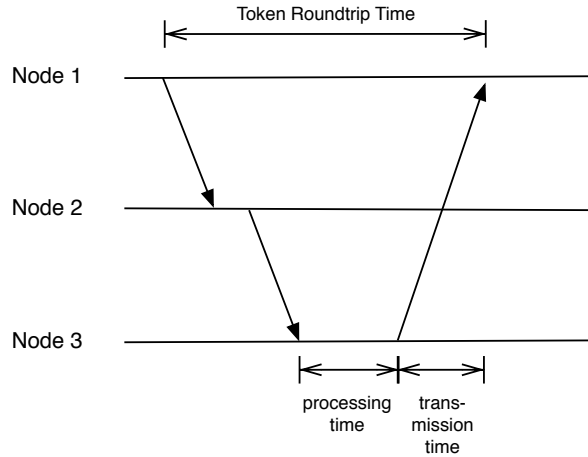 Token Roundtrip Time
Node 1
Node 2
Node 3
processing
time
trans-
mission
time